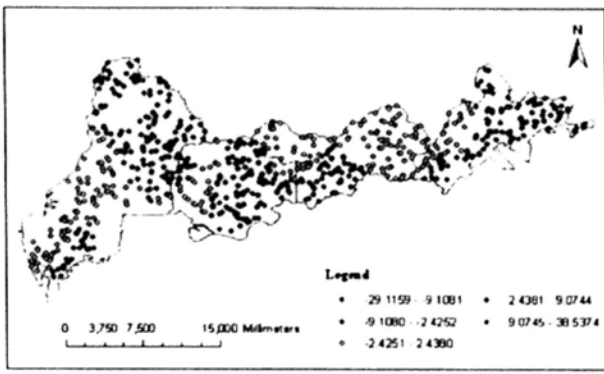 N
Legend
-29.1159 - -9.1081
2.4381 9.0744
-9.1080 - -2.4252
9.0745 - 38.5374
-2.4251 - 2.4380
0 3,750 7,500 15,000 Millimeters